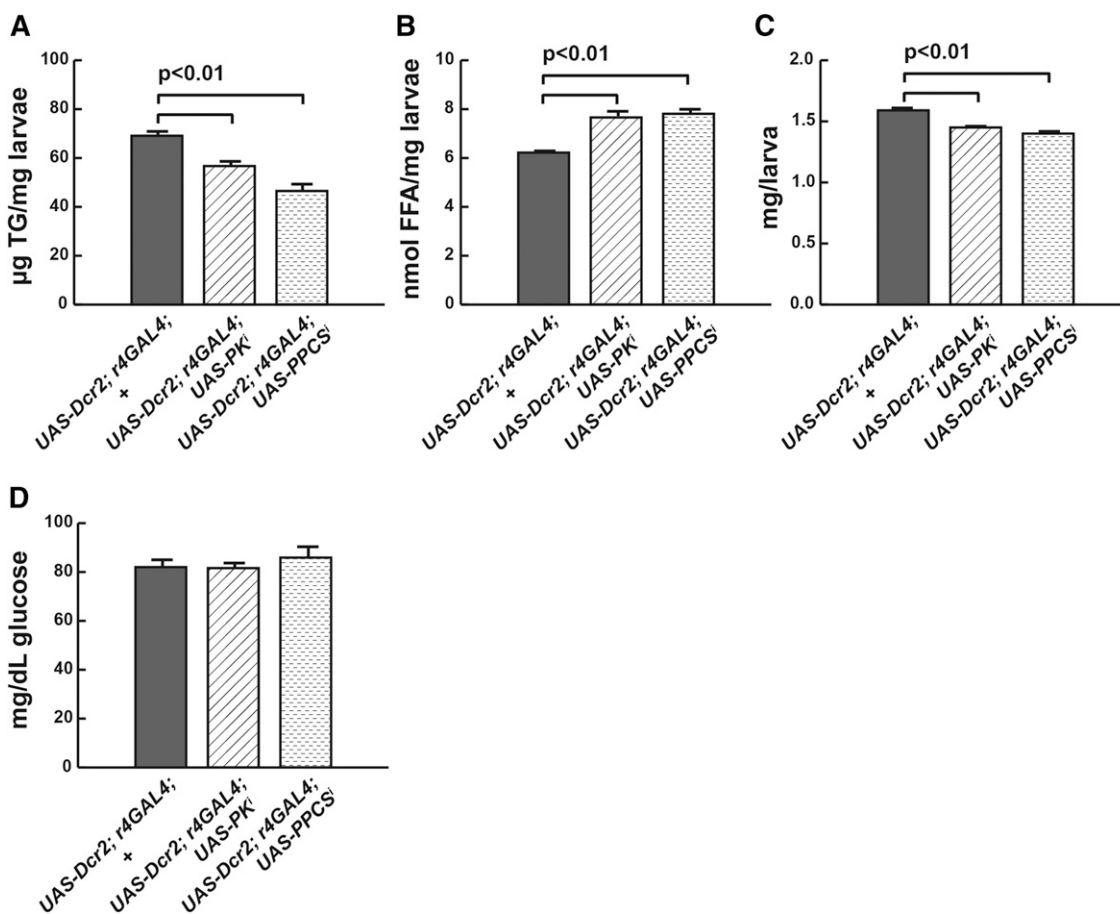 A
µg TG/mg larvae
100
80
60
40
20
0
p<0.01
UAS-Dcr2; r4GAL4;
+
UAS-Dcr2; r4GAL4;
UAS-PKⁱ
UAS-Dcr2; r4GAL4;
UAS-PPCSⁱ
B
nmol FFA/mg larvae
10
8
6
4
2
0
p<0.01
UAS-Dcr2; r4GAL4;
+
UAS-Dcr2; r4GAL4;
UAS-PKⁱ
UAS-Dcr2; r4GAL4;
UAS-PPCSⁱ
C
mg/larva
2.0
1.5
1.0
0.5
0.0
p<0.01
UAS-Dcr2; r4GAL4;
+
UAS-Dcr2; r4GAL4;
UAS-PKⁱ
UAS-Dcr2; r4GAL4;
UAS-PPCSⁱ
D
mg/dL glucose
100
80
60
40
20
0
UAS-Dcr2; r4GAL4;
+
UAS-Dcr2; r4GAL4;
UAS-PKⁱ
UAS-Dcr2; r4GAL4;
UAS-PPCSⁱ